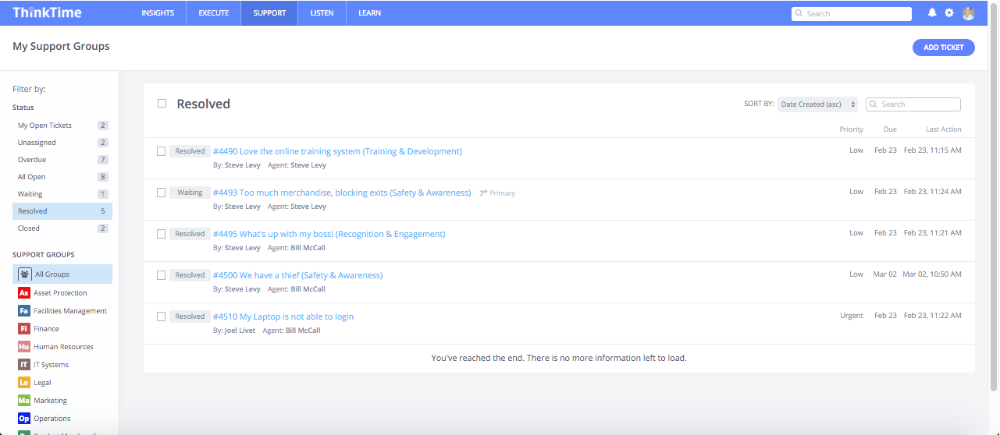 ThinkTime INSIGHTS EXECUTE SUPPORT LISTEN LEARN Search
My Support Groups ADD TICKET
Filter by:
Status
My Open Tickets 2
Unassigned 2
Overdue 7
All Open 8
Waiting 1
Resolved 5
Closed 2
SUPPORT GROUPS
All Groups
As Asset Protection
Fa Facilities Management
Fi Finance
Hu Human Resources
IT IT Systems
Le Legal
Ma Marketing
Op Operations
Resolved SORT BY: Date Created (asc) Search
Priority Due Last Action
Resolved #4490 Love the online training system (Training & Development) Low Feb 23 Feb 23, 11:15 AM
By: Steve Levy Agent: Steve Levy
Waiting #4493 Too much merchandise, blocking exits (Safety & Awareness) Primary Low Feb 23 Feb 23, 11:24 AM
By: Steve Levy Agent: Steve Levy
Resolved #4495 What's up with my boss! (Recognition & Engagement) Low Feb 23 Feb 23, 11:21 AM
By: Steve Levy Agent: Bill McCall
Resolved #4500 We have a thief (Safety & Awareness) Low Mar 02 Mar 02, 10:50 AM
By: Steve Levy Agent: Bill McCall
Resolved #4510 My Laptop is not able to login Urgent Feb 23 Feb 23, 11:22 AM
By: Joel Livet Agent: Bill McCall
You've reached the end. There is no more information left to load.